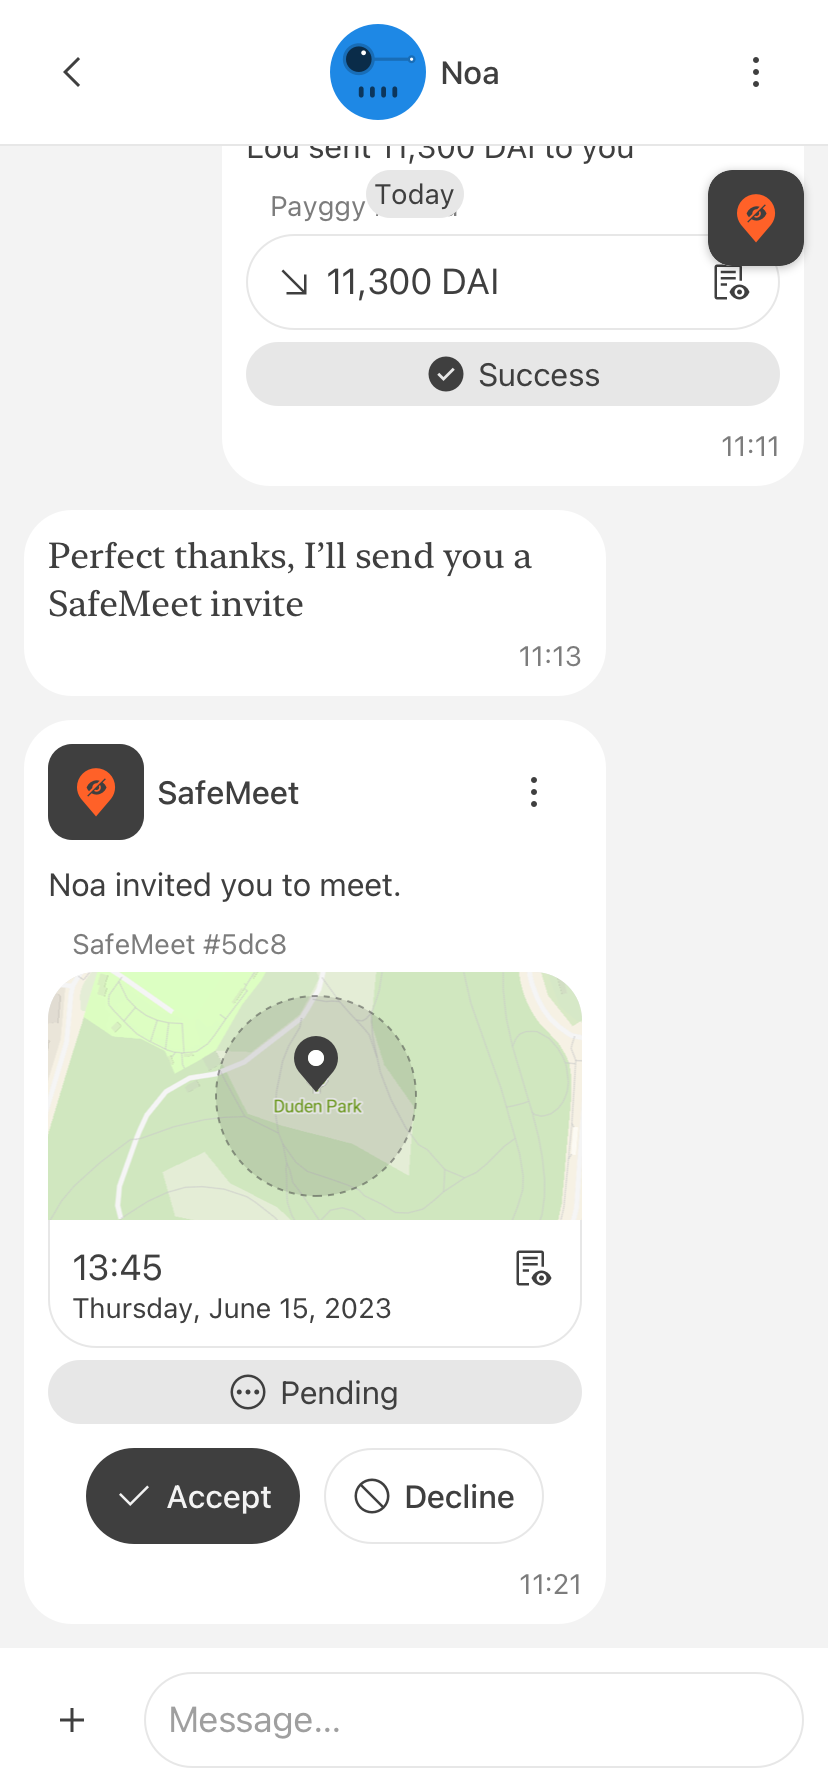 Noa
Lou sent 11,300 DAI to you
Today
Payggy
11,300 DAI
Success
11:11
Perfect thanks, I’ll send you a
SafeMeet invite
11:13
SafeMeet
Noa invited you to meet.
SafeMeet #5dc8
Duden Park
13:45
Thursday, June 15, 2023
Pending
Accept
Decline
11:21
Message...